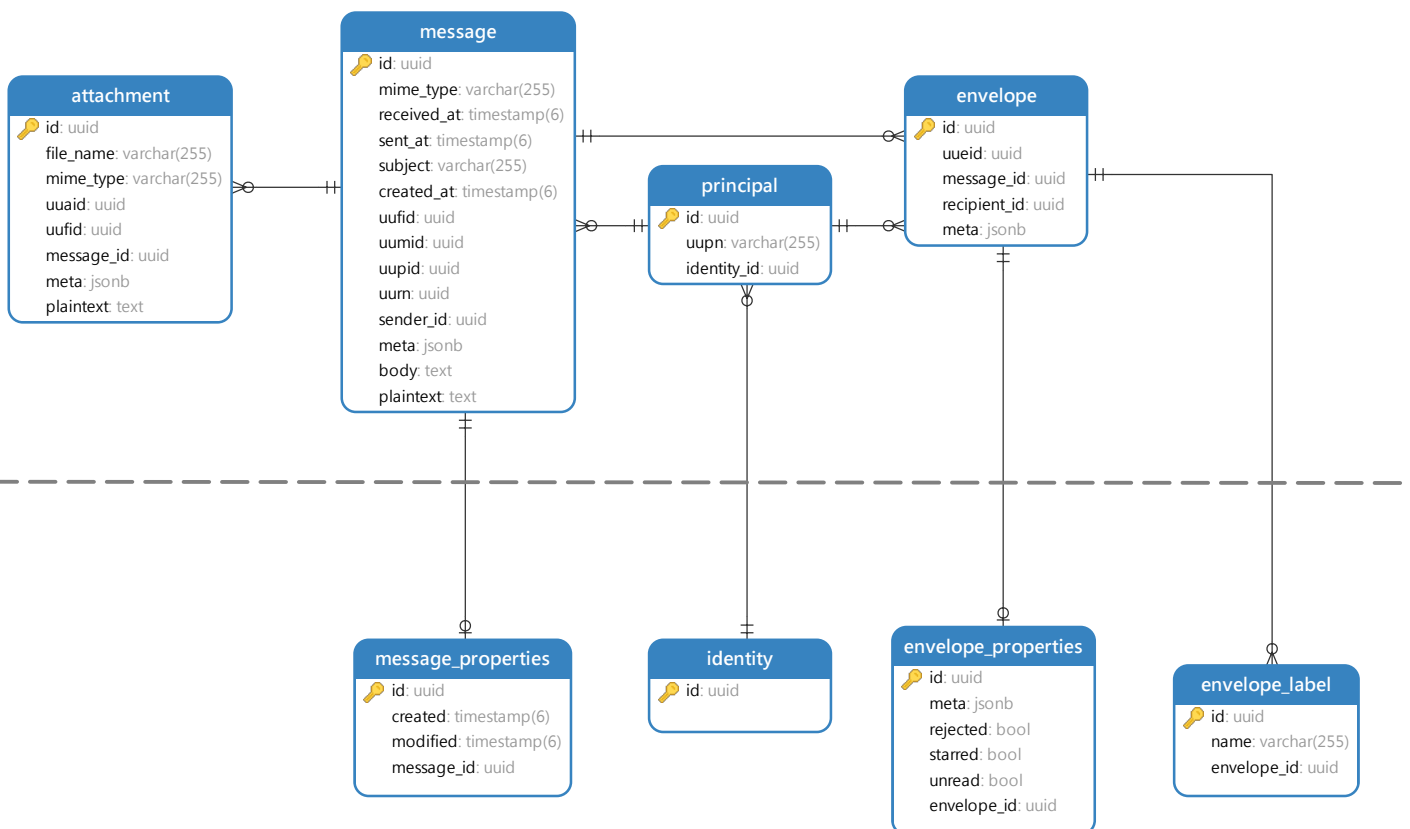 message
id: uuid
mime_type: varchar(255)
received_at: timestamp(6)
sent_at: timestamp(6)
subject: varchar(255)
created_at: timestamp(6)
uufid: uuid
uumid: uuid
uupid: uuid
uurn: uuid
sender_id: uuid
meta: jsonb
body: text
plaintext: text
attachment
id: uuid
file_name: varchar(255)
mime_type: varchar(255)
uuaid: uuid
uufid: uuid
message_id: uuid
meta: jsonb
plaintext: text
envelope
id: uuid
uueid: uuid
message_id: uuid
recipient_id: uuid
meta: jsonb
principal
id: uuid
uupn: varchar(255)
identity_id: uuid
message_properties
id: uuid
created: timestamp(6)
modified: timestamp(6)
message_id: uuid
identity
id: uuid
envelope_properties
id: uuid
meta: jsonb
rejected: bool
starred: bool
unread: bool
envelope_id: uuid
envelope_label
id: uuid
name: varchar(255)
envelope_id: uuid